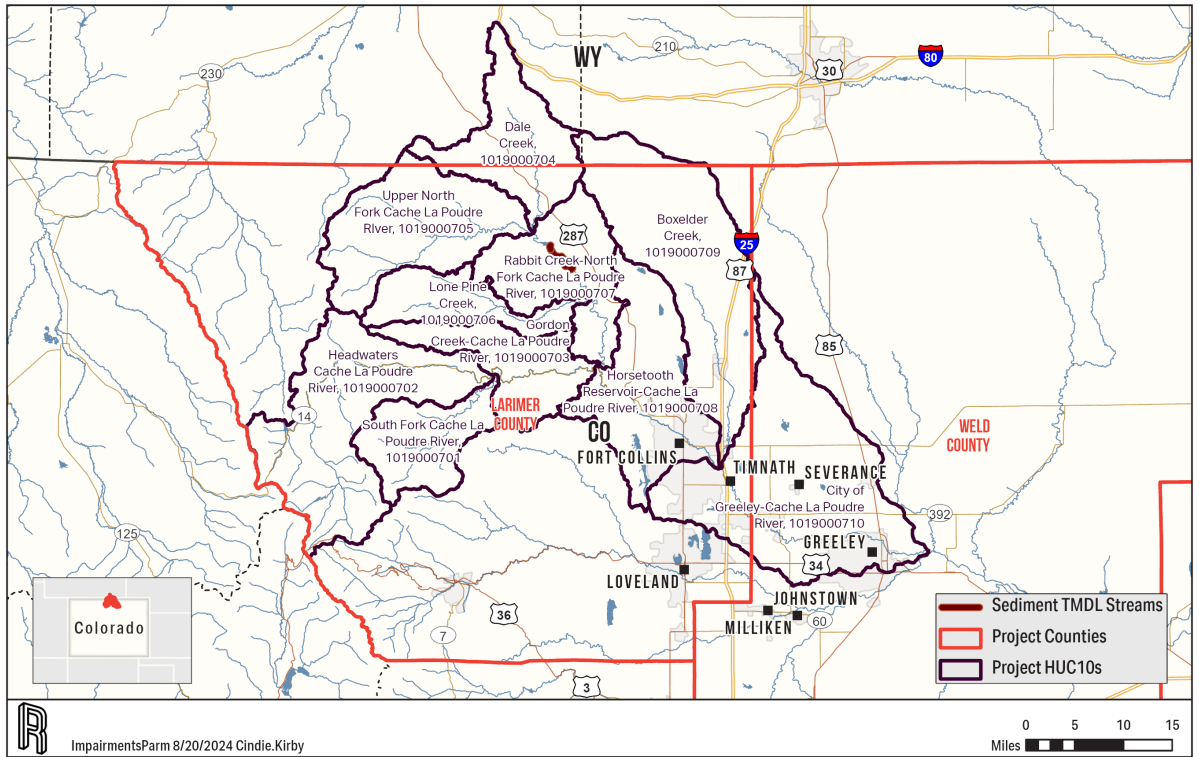 WY
210
80
30
230
Dale
Creek,
1019000704
Upper North
Fork Cache La Poudre
RIver, 1019000705
Boxelder
Creek,
1019000709
287
25
87
Rabbit Creek-North
Fork Cache La Poudre
River, 1019000707
Lone Pine
Creek,
1019000706
Gordon
Creek-Cache La Poudre
River, 1019000703
85
Headwaters
Cache La Poudre
River, 1019000702
Horsetooth
Reservoir-Cache La
Poudre River, 1019000708
14
LARIMER
COUNTY
South Fork Cache La
Poudre River,
1019000701
CO
WELD
COUNTY
FORT COLLINS
TIMNATH
SEVERANCE
City of
Greeley-Cache La Poudre
River, 1019000710
392
125
GREELEY
34
LOVELAND
JOHNSTOWN
MILLIKEN
60
36
7
3
Colorado
Sediment TMDL Streams
Project Counties
Project HUC10s
ImpairmentsParm 8/20/2024 Cindie.Kirby
0 5 10 15
Miles